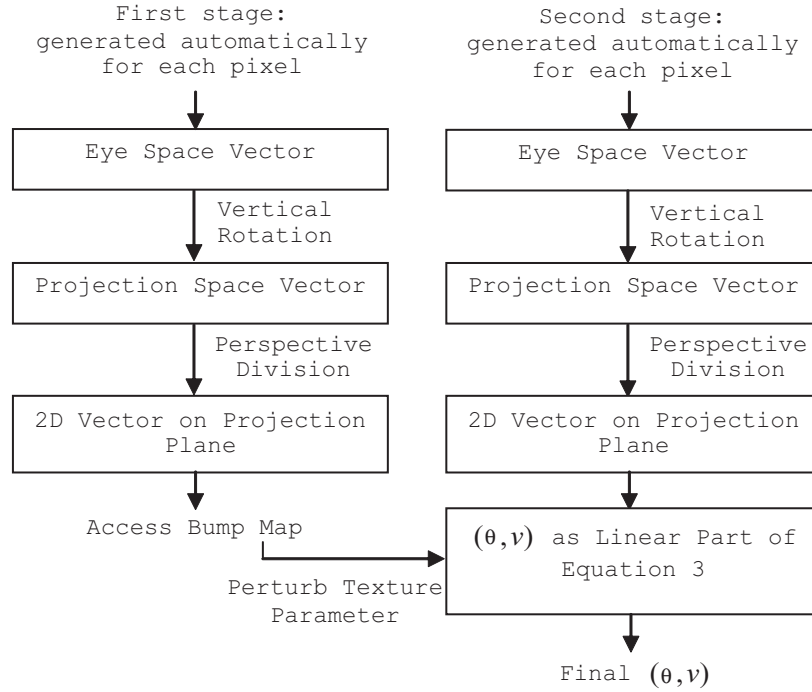 First stage:
generated automatically
for each pixel
Eye Space Vector
Vertical
Rotation
Projection Space Vector
Perspective
Division
2D Vector on Projection
Plane
Access Bump Map
Perturb Texture
Parameter
Second stage:
generated automatically
for each pixel
Eye Space Vector
Vertical
Rotation
Projection Space Vector
Perspective
Division
2D Vector on Projection
Plane
(θ,v) as Linear Part of
Equation 3
Final (θ,v)